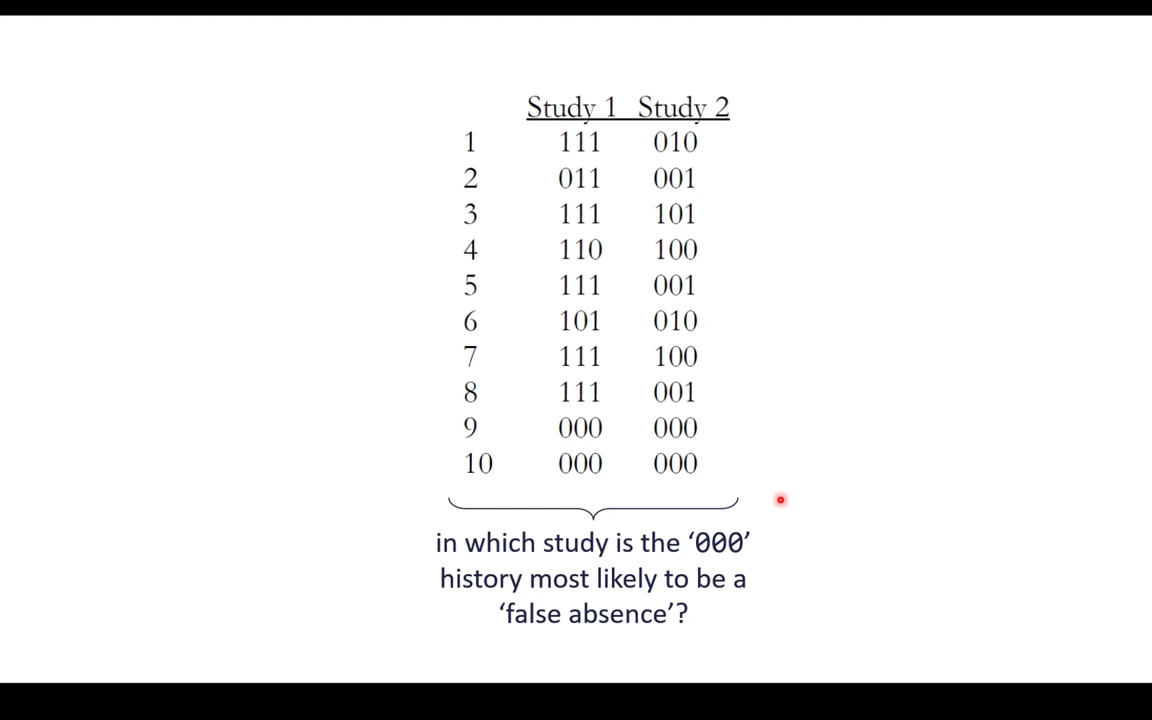 Study 1 Study 2
1 111 010
2 011 001
3 111 101
4 110 100
5 111 001
6 101 010
7 111 100
8 111 001
9 000 000
10 000 000
in which study is the ‘000’
history most likely to be a
‘false absence’?